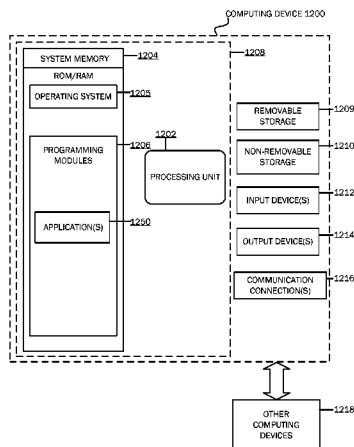 COMPUTING DEVICE 1200
SYSTEM MEMORY
1204
1208
ROM/RAM
OPERATING SYSTEM
1205
REMOVABLE
STORAGE
1209
PROGRAMMING
MODULES
1206
1202
PROCESSING UNIT
NON-REMOVABLE
STORAGE
1210
INPUT DEVICE(S)
1212
APPLICATION(S)
1250
OUTPUT DEVICE(S)
1214
COMMUNICATION
CONNECTION(S)
1216
OTHER
COMPUTING
DEVICES
1218